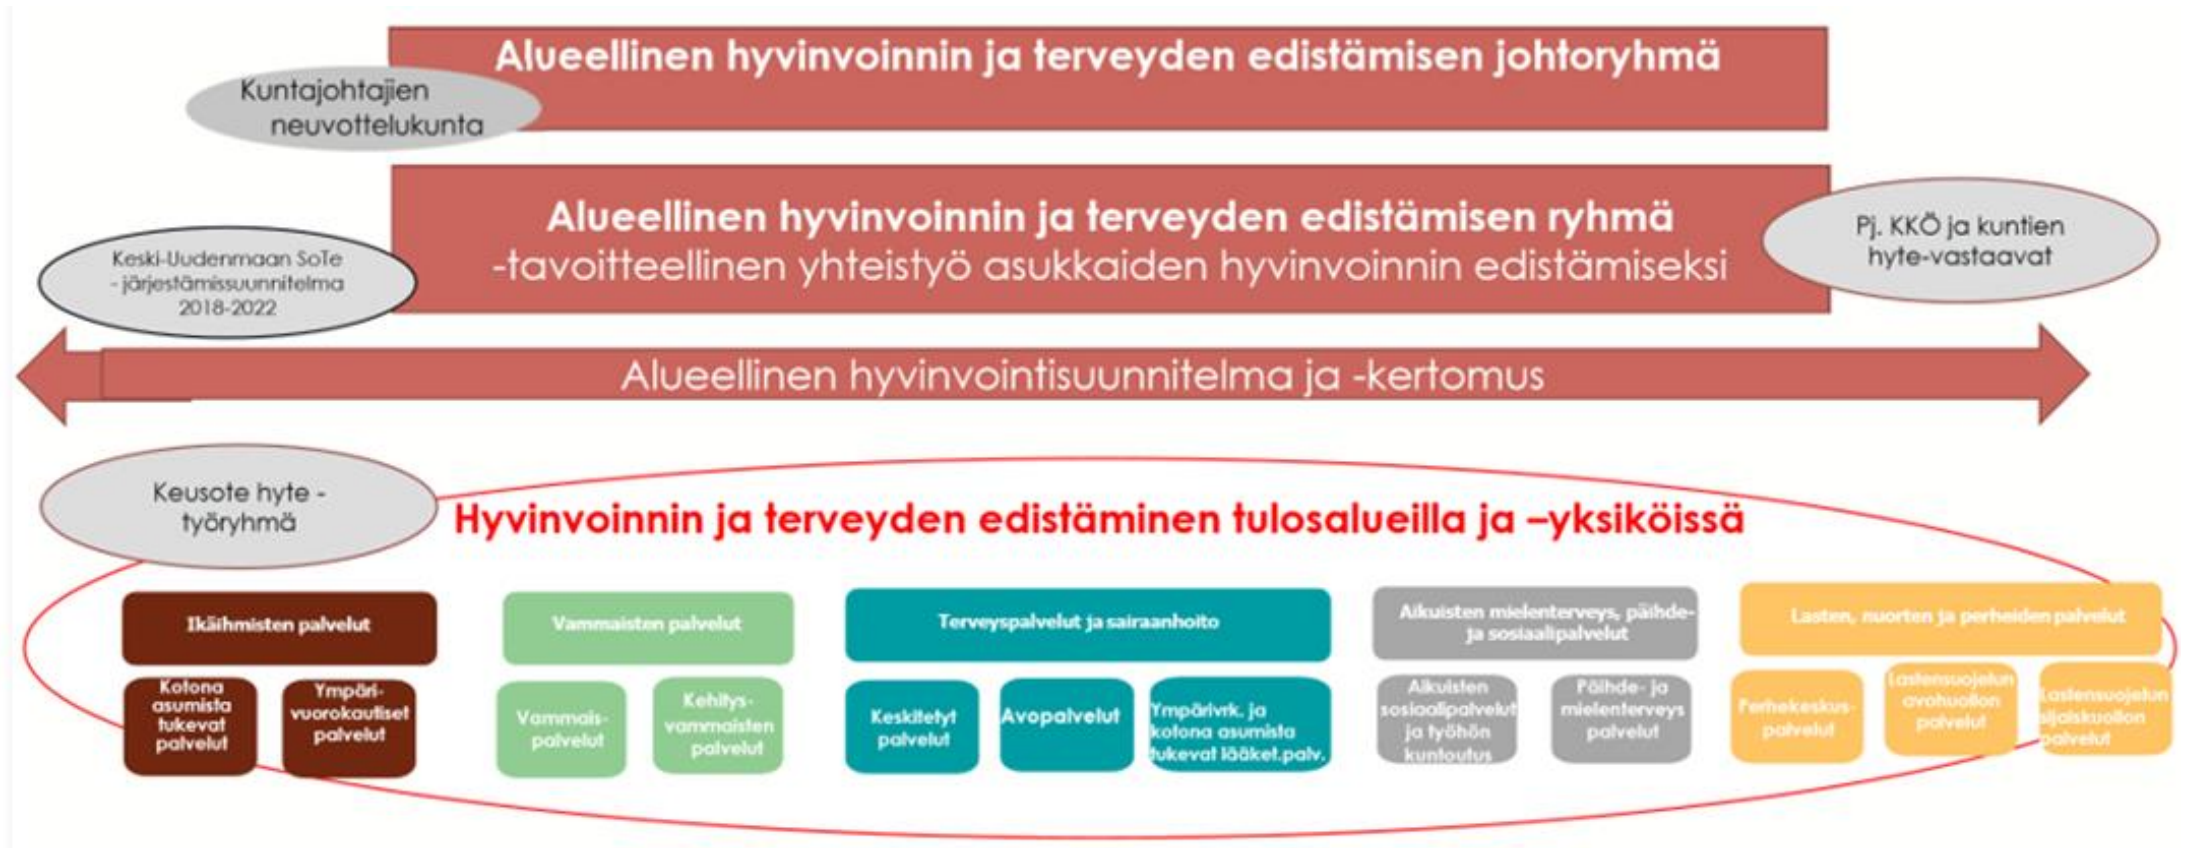 Alueellinen hyvinvoinnin ja terveyden edistämisen johtoryhmä
Kuntajohtajien
neuvottelukunta
Alueellinen hyvinvoinnin ja terveyden edistämisen ryhmä
-tavoitteellinen yhteistyö asukkaiden hyvinvoinnin edistämiseksi
Pj. KKÖ ja kuntien
hyte-vastaavat
Keski-Uudenmaan SoTe
- järjestämissuunnitelma
2018-2022
Alueellinen hyvinvointisuunnitelma ja -kertomus
Keusote hyte -
työryhmä
Hyvinvoinnin ja terveyden edistäminen tulosalueilla ja –yksiköissä
Ikäihmisten palvelut
Kotona
asumista
tukevat
palvelut
Ympäri-
vuorokautiset
palvelut
Vammaisten palvelut
Vammais-
palvelut
Kehitys-
vammaisten
palvelut
Terveyspalvelut ja sairaanhoito
Keskitetyt
palvelut
Avopalvelut
Ympärivrk. ja
kotona asumista
tukevat lääket.palv.
Aikuisten mielenterveys, päihde-
ja sosiaalipalvelut
Aikuisten
sosiaalipalvelut
ja työhön
kuntoutus
Päihde- ja
mielenterveys
palvelut
Lasten, nuorten ja perheiden palvelut
Perhekeskus-
palvelut
Lastensuojelun
avohuollon
palvelut
Lastensuojelun
sijaishuollon
palvelut